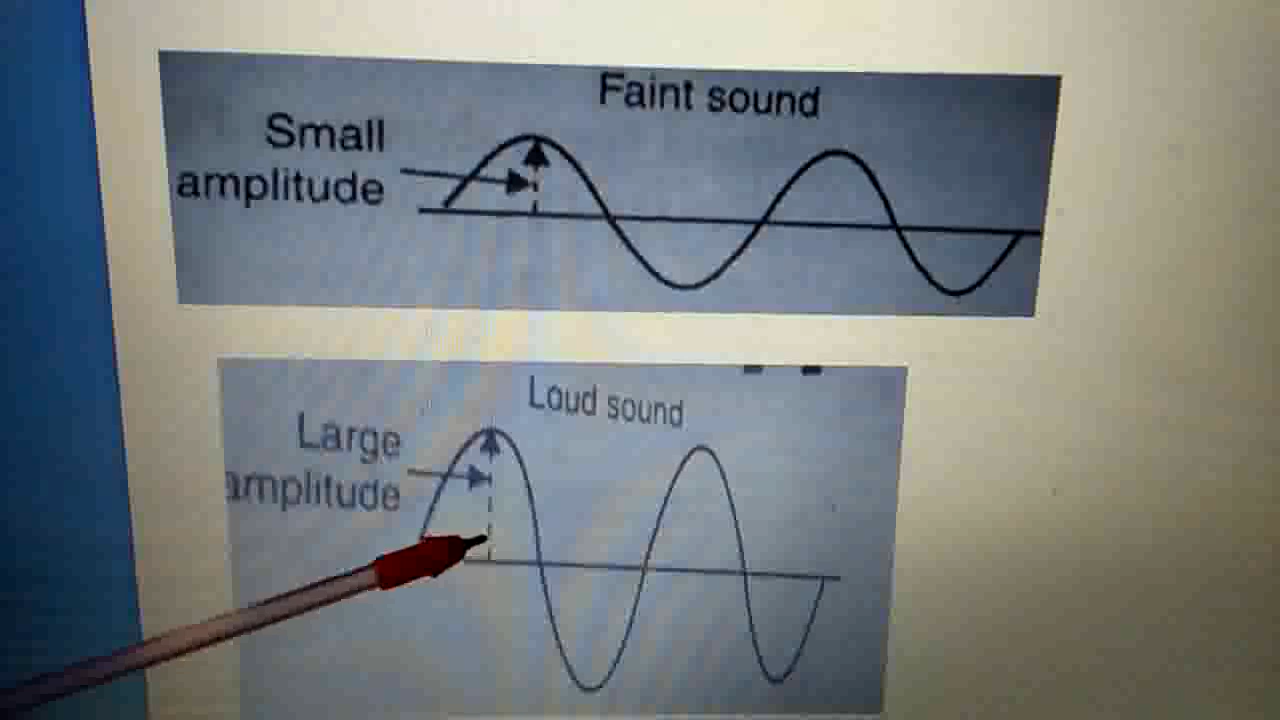 Faint sound
Small
amplitude
Loud sound
Large
amplitude